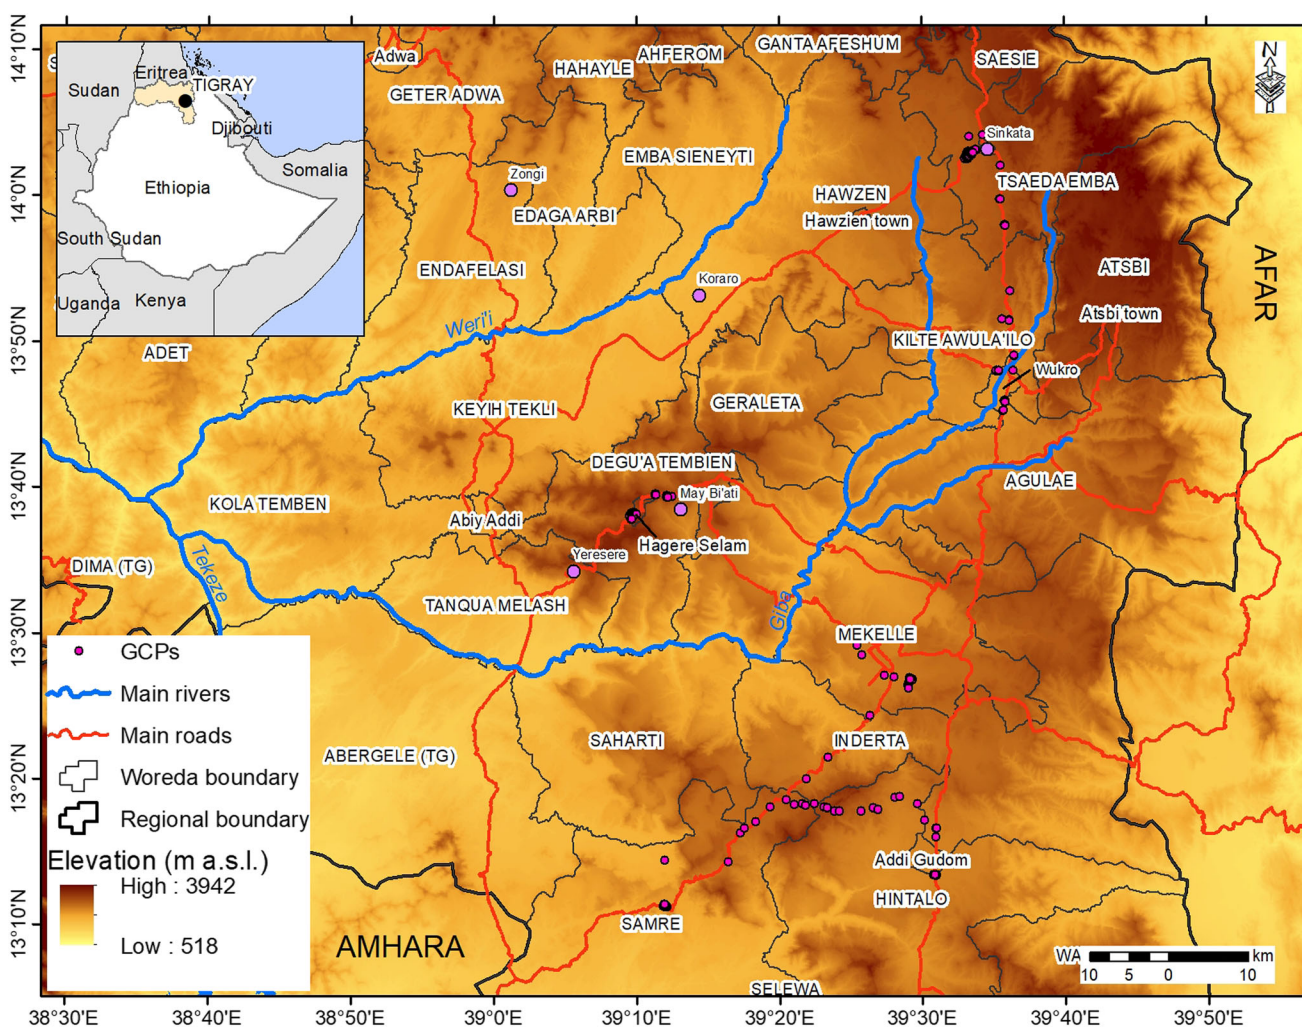 GANTA AFESHUM
AHFEROM
SAESIE
Adwa
HAHAYLE
GETER ADWA
Eritrea
TIGRAY
Sudan
Djibouti
Somalia
Ethiopia
South Sudan
Uganda
Kenya
N
Sinkata
EMBA SIENEYTI
Zongi
TSAEDA EMBA
HAWZEN
EDAGA ARBI
Hawzien town
ENDAFELASI
ATSBI
AFAR
Koraro
Weri'i
Atsbi town
KILTE AWULA'ILO
ADET
Wukro
GERALETA
KEYIH TEKLI
DEGU'A TEMBIEN
AGULAE
May Bi'ati
KOLA TEMBEN
Abiy Addi
Hagere Selam
Yeresere
DIMA (TG)
Tekeze
TANQUA MELASH
Giba
MEKELLE
SAHARTI
INDERTA
ABERGELE (TG)
Addi Gudom
HINTALO
SAMRE
AMHARA
WA
SELEWA
GCPs
Main rivers
Main roads
Woreda boundary
Regional boundary
Elevation (m a.s.l.)
High : 3942
Low : 518
10 5 0 10 km
14°10'N
14°0'N
13°50'N
13°40'N
13°30'N
13°20'N
13°10'N
38°30'E 38°40'E 38°50'E 39°0'E 39°10'E 39°20'E 39°30'E 39°40'E 39°50'E